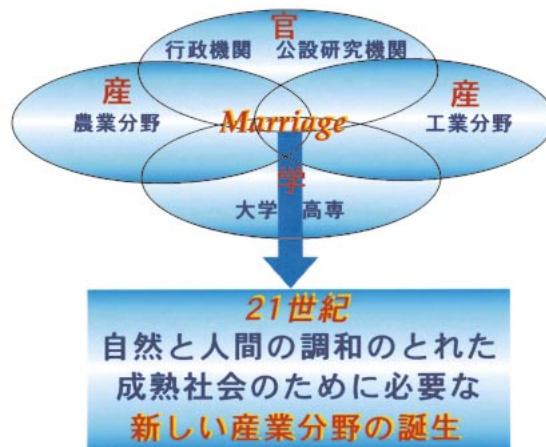 官
行政機関 公設研究機関
産
農業分野
Marriage
産
工業分野
学
大学 高専
21世紀
自然と人間の調和のとれた
成熟社会のために必要な
新しい産業分野の誕生